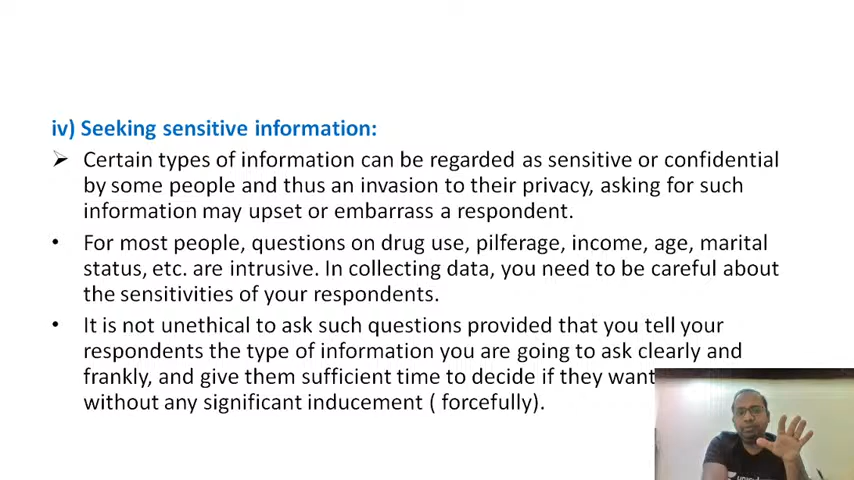 iv) Seeking sensitive information:
➢ Certain types of information can be regarded as sensitive or confidential
by some people and thus an invasion to their privacy, asking for such
information may upset or embarrass a respondent.
• For most people, questions on drug use, pilferage, income, age, marital
status, etc. are intrusive. In collecting data, you need to be careful about
the sensitivities of your respondents.
• It is not unethical to ask such questions provided that you tell your
respondents the type of information you are going to ask clearly and
frankly, and give them sufficient time to decide if they want
without any significant inducement ( forcefully).